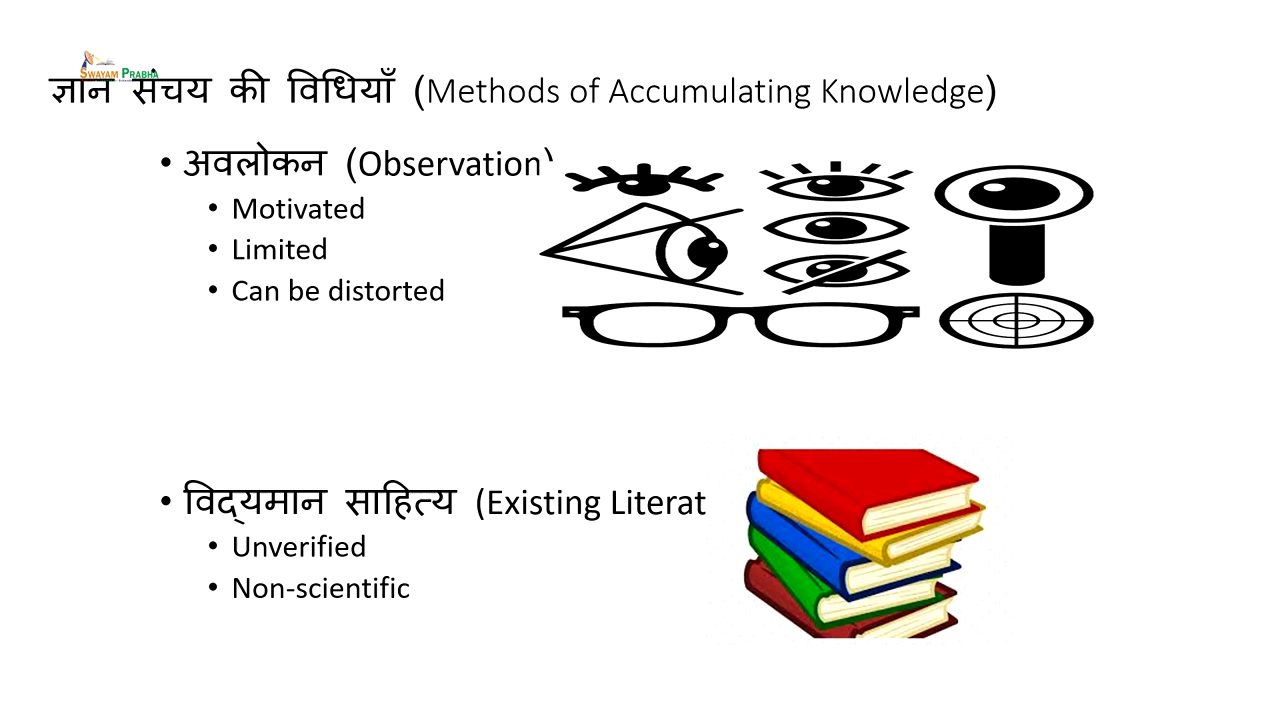 SWAYAM PRABHA
ज्ञान संचय की विधियाँ (Methods of Accumulating Knowledge)
• अवलोकन (Observation)
• Motivated
• Limited
• Can be distorted
• विद्यमान साहित्य (Existing Literat
• Unverified
• Non-scientific